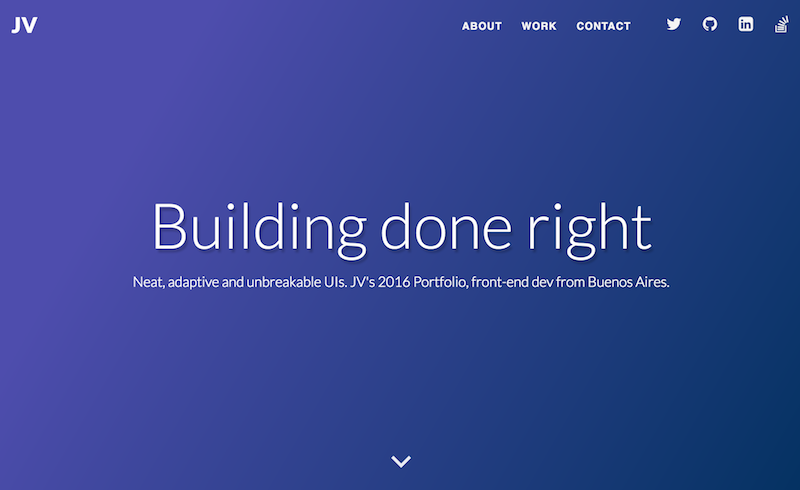 JV
ABOUT WORK CONTACT
Building done right
Neat, adaptive and unbreakable UIs. JV's 2016 Portfolio, front-end dev from Buenos Aires.